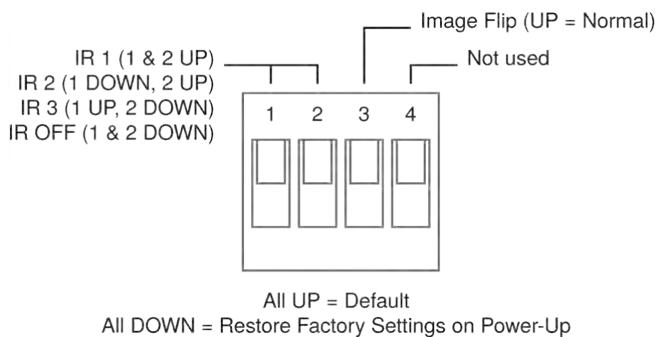 Image Flip (UP = Normal)
IR 1 (1 & 2 UP)
Not used
IR 2 (1 DOWN, 2 UP)
IR 3 (1 UP, 2 DOWN)
IR OFF (1 & 2 DOWN)
1 2 3 4
All UP = Default
All DOWN = Restore Factory Settings on Power-Up